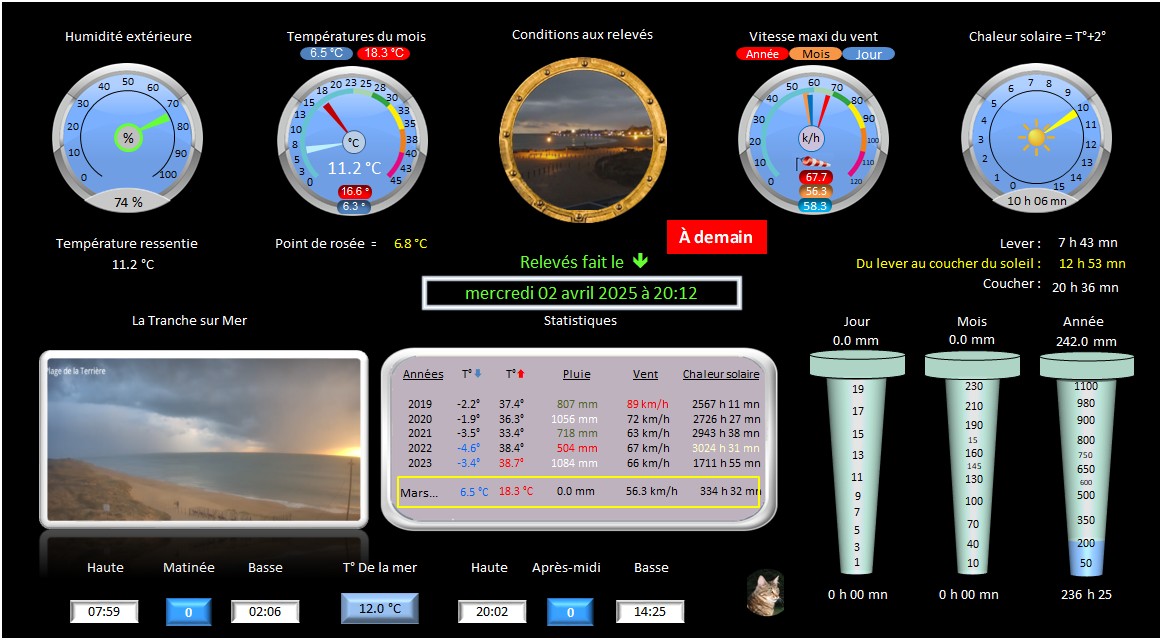 Humidité extérieure
Températures du mois
Conditions aux relevés
Vitesse maxi du vent
Chaleur solaire = T°+2°
6.5 °C 18.3 °C
Année Mois Jour
0 10 20 30 40 50 60 70 80 90 100
%
74 %
0 3 5 8 10 13 15 18 20 23 25 28 30 33 35 38 40 43 45
°C
11.2 °C
16.6 °
6.3 °
0 10 20 30 40 50 60 70 80 90 100 110 120
k/h
67.7
56.3
58.3
0 1 2 3 4 5 6 7 8 9 10 11 12 13 14 15
10 h 06 mn
Température ressentie
11.2 °C
Point de rosée = 6.8 °C
À demain
Relevés fait le
mercredi 02 avril 2025 à 20:12
Lever : 7 h 43 mn
Du lever au coucher du soleil : 12 h 53 mn
Coucher : 20 h 36 mn
La Tranche sur Mer
Plage de la Terrière
Statistiques
Années T° T° Pluie Vent Chaleur solaire
2019 -2.2° 37.4° 807 mm 89 km/h 2567 h 11 mn
2020 -1.9° 36.3° 1056 mm 72 km/h 2726 h 27 mn
2021 -3.5° 33.4° 718 mm 63 km/h 2943 h 38 mn
2022 -4.6° 38.4° 504 mm 67 km/h 3024 h 31 mn
2023 -3.4° 38.7° 1084 mm 66 km/h 1711 h 55 mn
Mars... 6.5 °C 18.3 °C 0.0 mm 56.3 km/h 334 h 32 mn
Jour Mois Année
0.0 mm 0.0 mm 242.0 mm
19
17
15
13
11
9
7
5
3
1
230
210
190
15
160
145
130
100
70
40
10
1100
980
900
800
750
650
600
500
350
200
50
0 h 00 mn 0 h 00 mn 236 h 25
Haute Matinée Basse T° De la mer Haute Après-midi Basse
07:59 0 02:06 12.0 °C 20:02 0 14:25